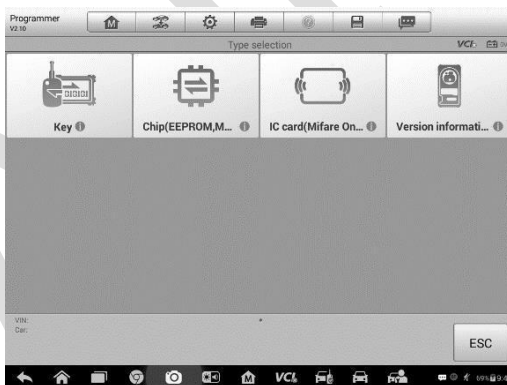 Programmer
V2.10
Type selection
VCI
Key
Chip(EEPROM,M...
IC card(Mifare On...
Version informati...
VIN:
Car:
ESC
VCI
69%